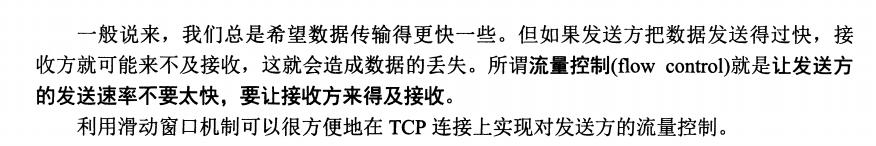 一般说来，我们总是希望数据传输得更快一些。但如果发送方把数据发送得过快，接
收方就可能来不及接收，这就会造成数据的丢失。所谓流量控制(flow control)就是让发送方
的发送速率不要太快，要让接收方来得及接收。
利用滑动窗口机制可以很方便地在 TCP 连接上实现对发送方的流量控制。